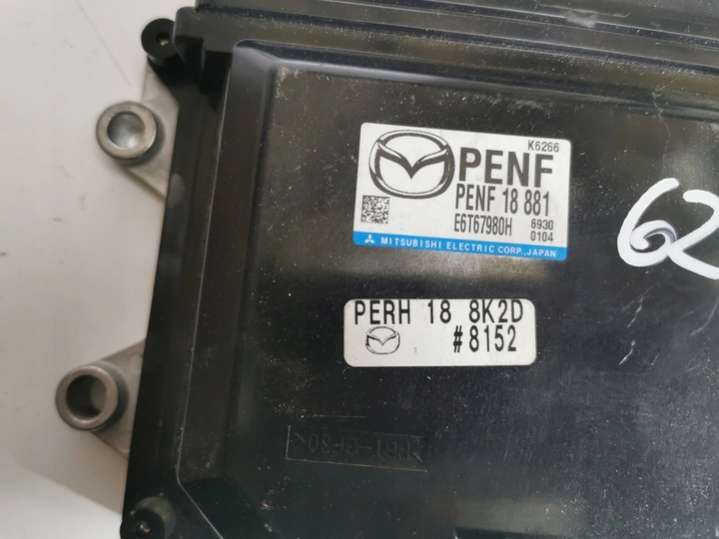 K6266
PENF
PENF 18 881
E6T67980H 6930
0104
MITSUBISHI ELECTRIC CORP., JAPAN
62
PERH 18 8K2D
#8152